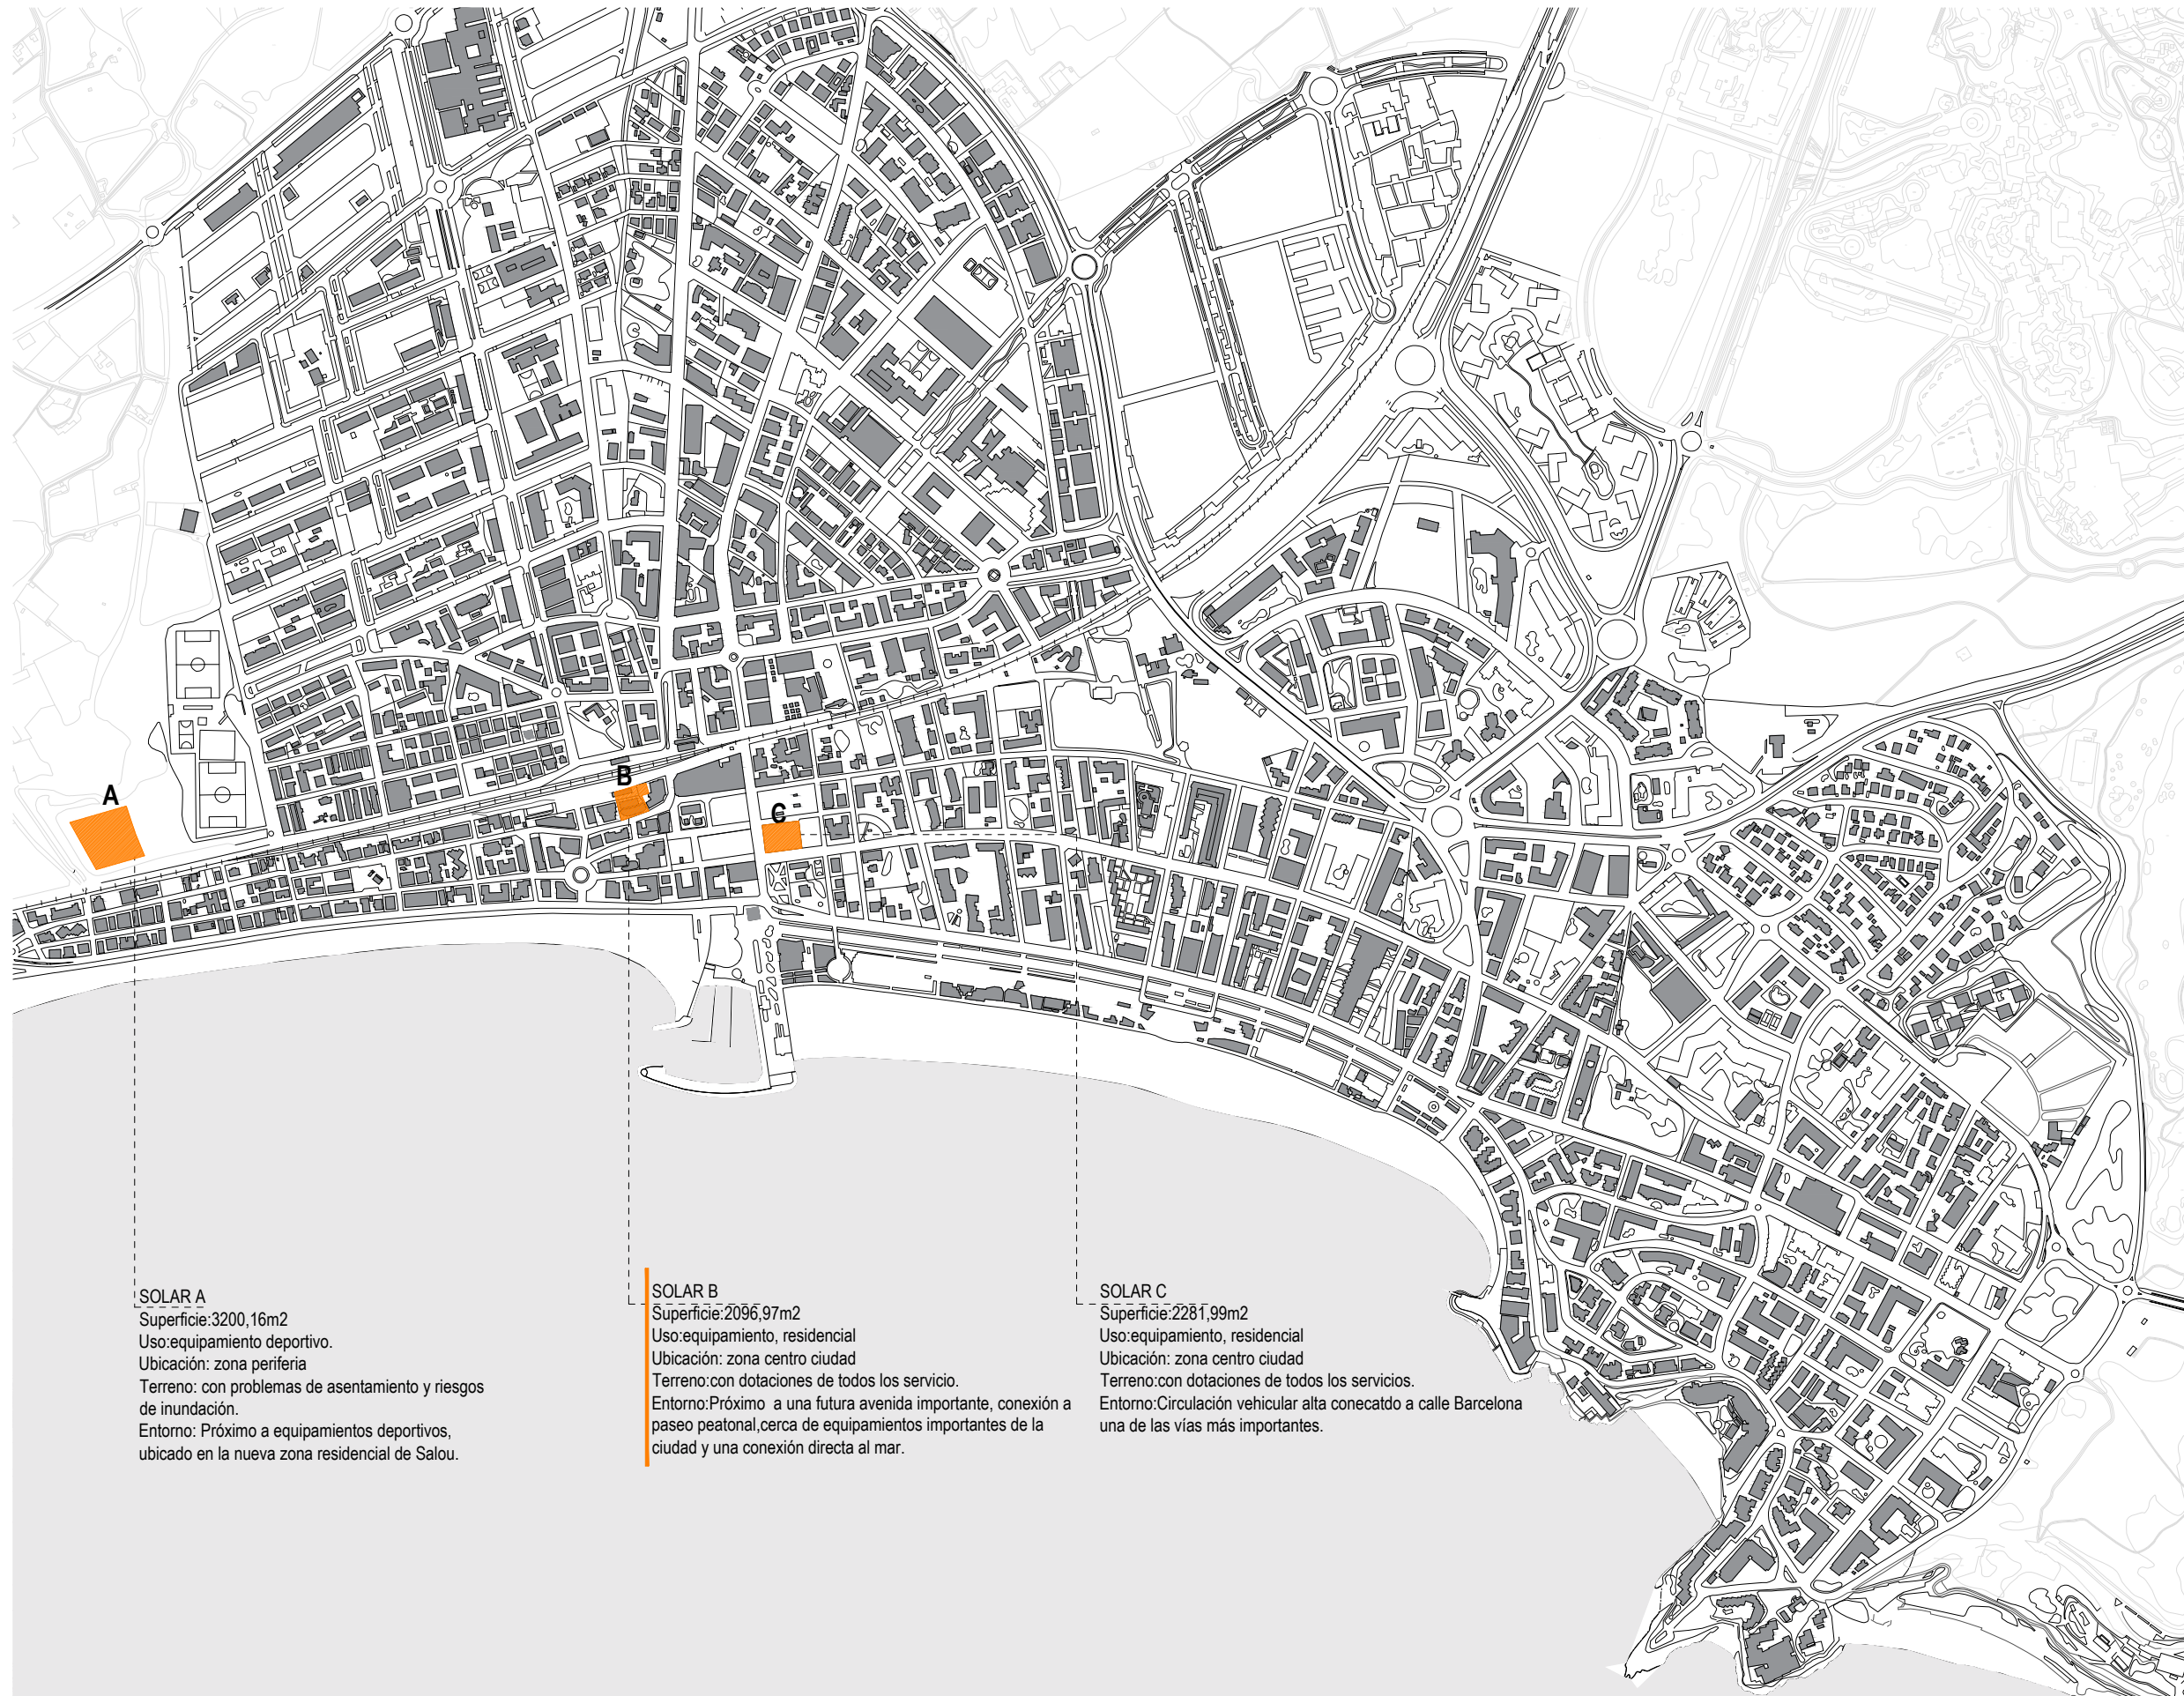 A
B
C
SOLAR A
Superficie:3200,16m2
Uso:equipamiento deportivo.
Ubicación: zona periferia
Terreno: con problemas de asentamiento y riesgos
de inundación.
Entorno: Próximo a equipamientos deportivos,
ubicado en la nueva zona residencial de Salou.
SOLAR B
Superficie:2096,97m2
Uso:equipamiento, residencial
Ubicación: zona centro ciudad
Terreno:con dotaciones de todos los servicio.
Entorno:Próximo a una futura avenida importante, conexión a
paseo peatonal,cerca de equipamientos importantes de la
ciudad y una conexión directa al mar.
SOLAR C
Superficie:2281,99m2
Uso:equipamiento, residencial
Ubicación: zona centro ciudad
Terreno:con dotaciones de todos los servicios.
Entorno:Circulación vehicular alta conecatdo a calle Barcelona
una de las vías más importantes.